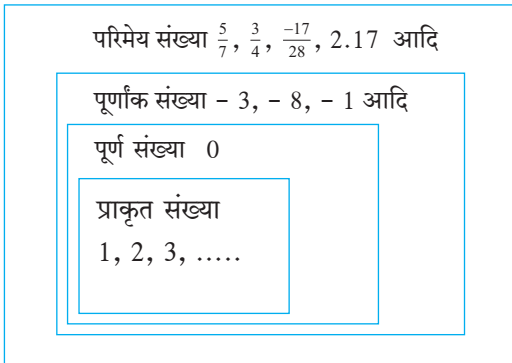 परिमेय संख्या 5/7, 3/4, -17/28, 2.17 आदि
पूर्णांक संख्या – 3, – 8, – 1 आदि
पूर्ण संख्या 0
प्राकृत संख्या
1, 2, 3, .....